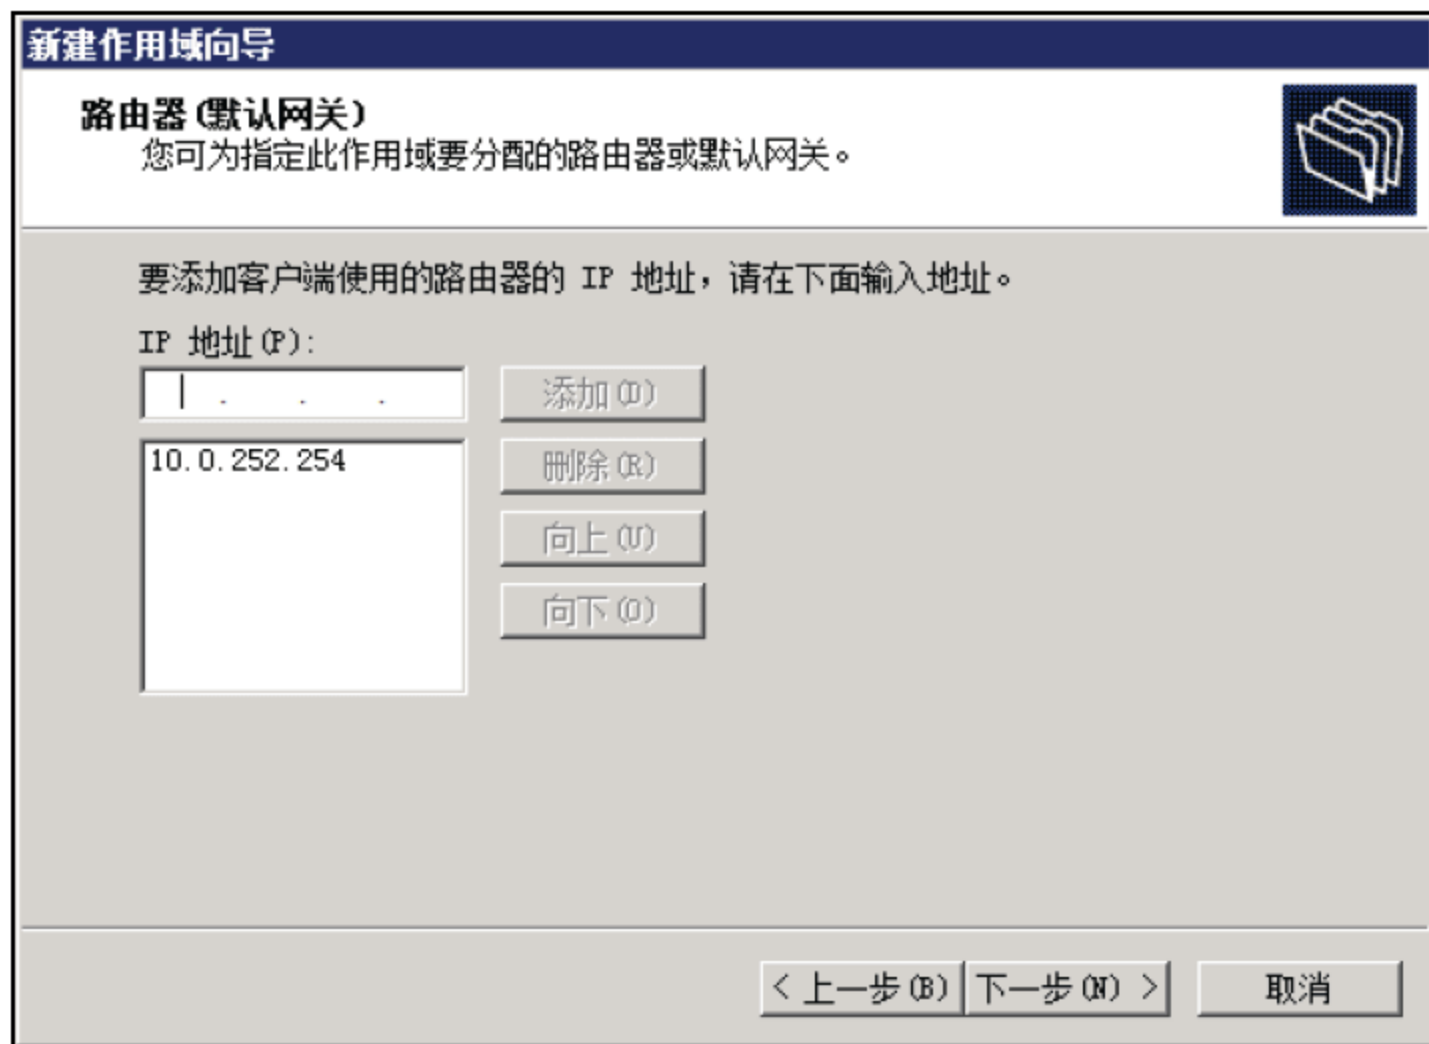 新建作用域向导
路由器(默认网关)
您可为指定此作用域要分配的路由器或默认网关。
要添加客户端使用的路由器的 IP 地址，请在下面输入地址。
IP 地址(P):
. . .
添加(D)
10.0.252.254
删除(R)
向上(U)
向下(O)
< 上一步(B)
下一步(N) >
取消